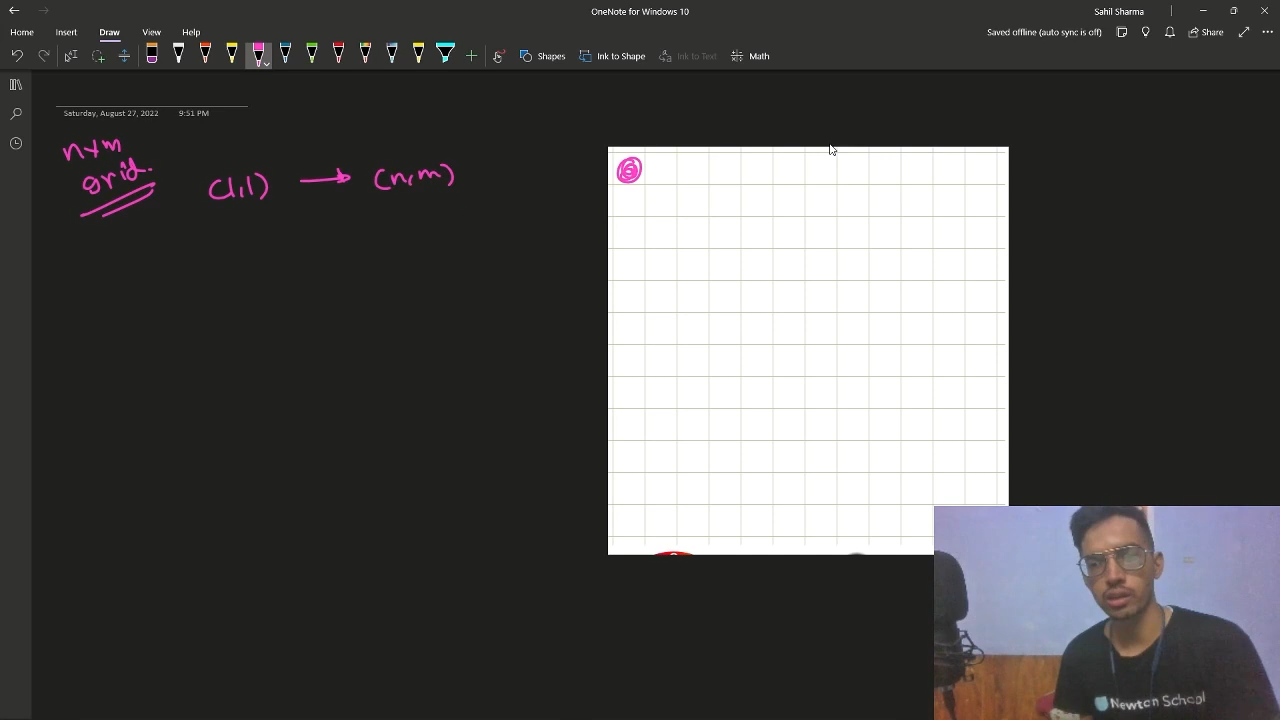 OneNote for Windows 10
Sahil Sharma
Home Insert Draw View Help
Saved offline (auto sync is off)
Share
Shapes
Ink to Shape
Ink to Text
Math
Saturday, August 27, 2022 9:51 PM
n×m
grid.
(1,1) → (n,m)
Newton School